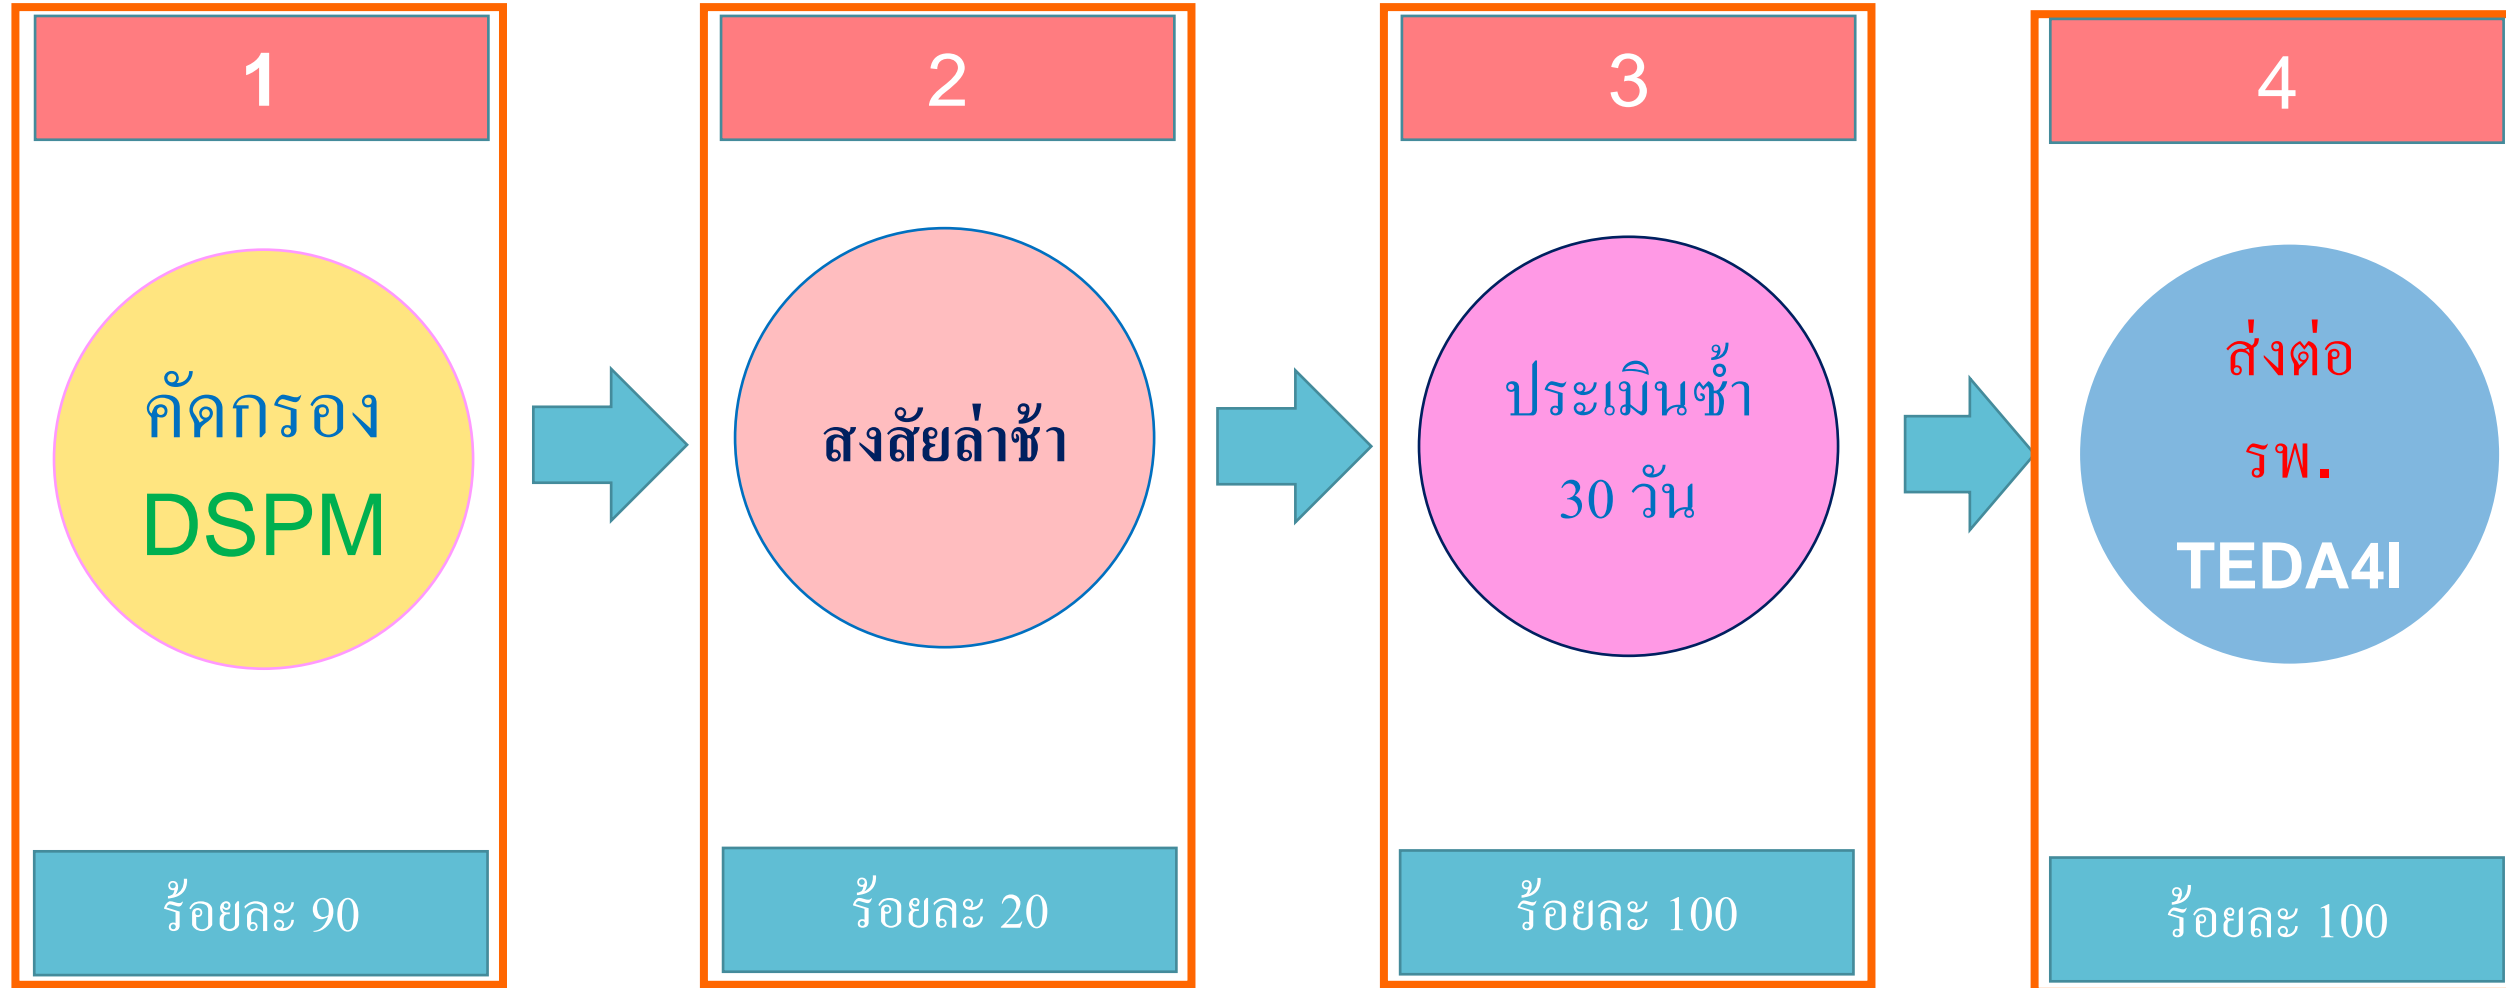 1
คัดกรอง
DSPM
ร้อยละ 90
2
สงสัยล่าช้า
ร้อยละ 20
3
ประเมินซ้ำ
30 วัน
ร้อยละ 100
4
ส่งต่อ
รพ.
TEDA4I
ร้อยละ 100